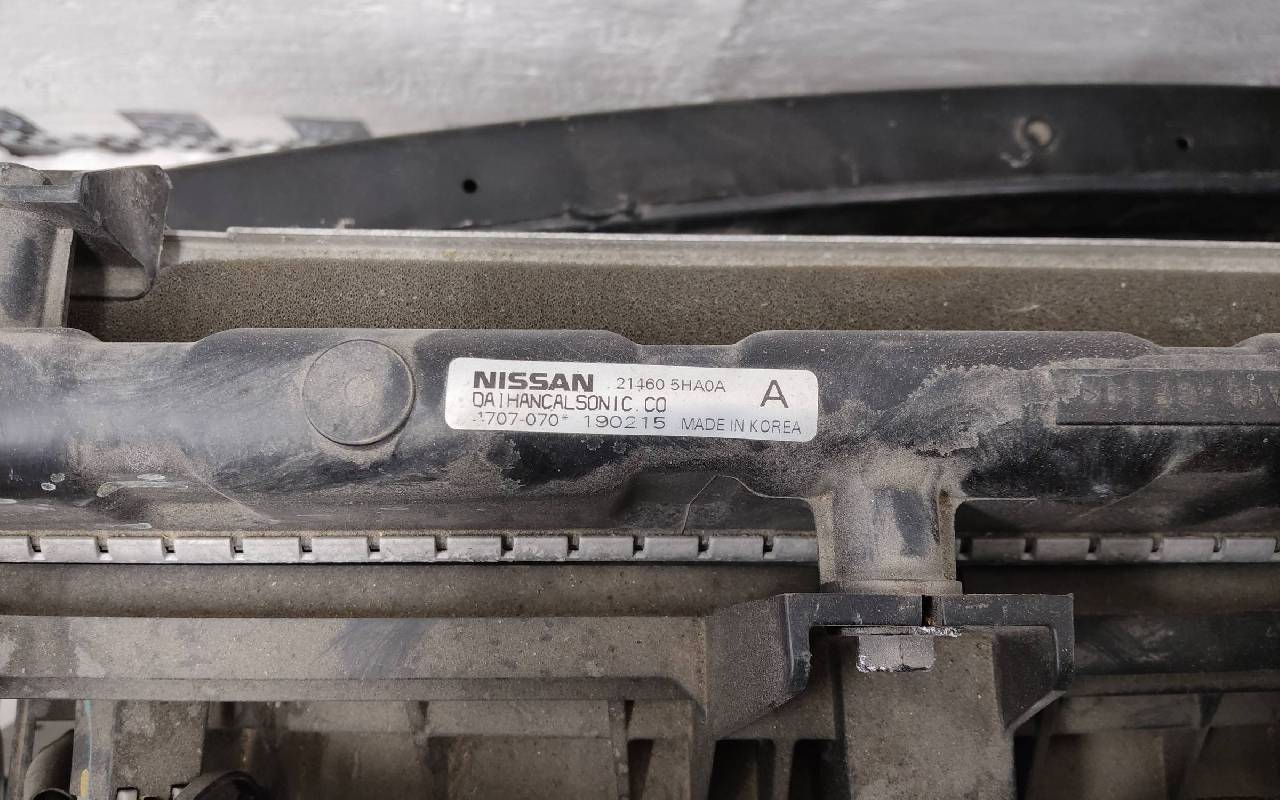 NISSAN 21460 5HA0A A
DAIHANCALSONIC.CO
-1707-070* 190215 MADE IN KOREA